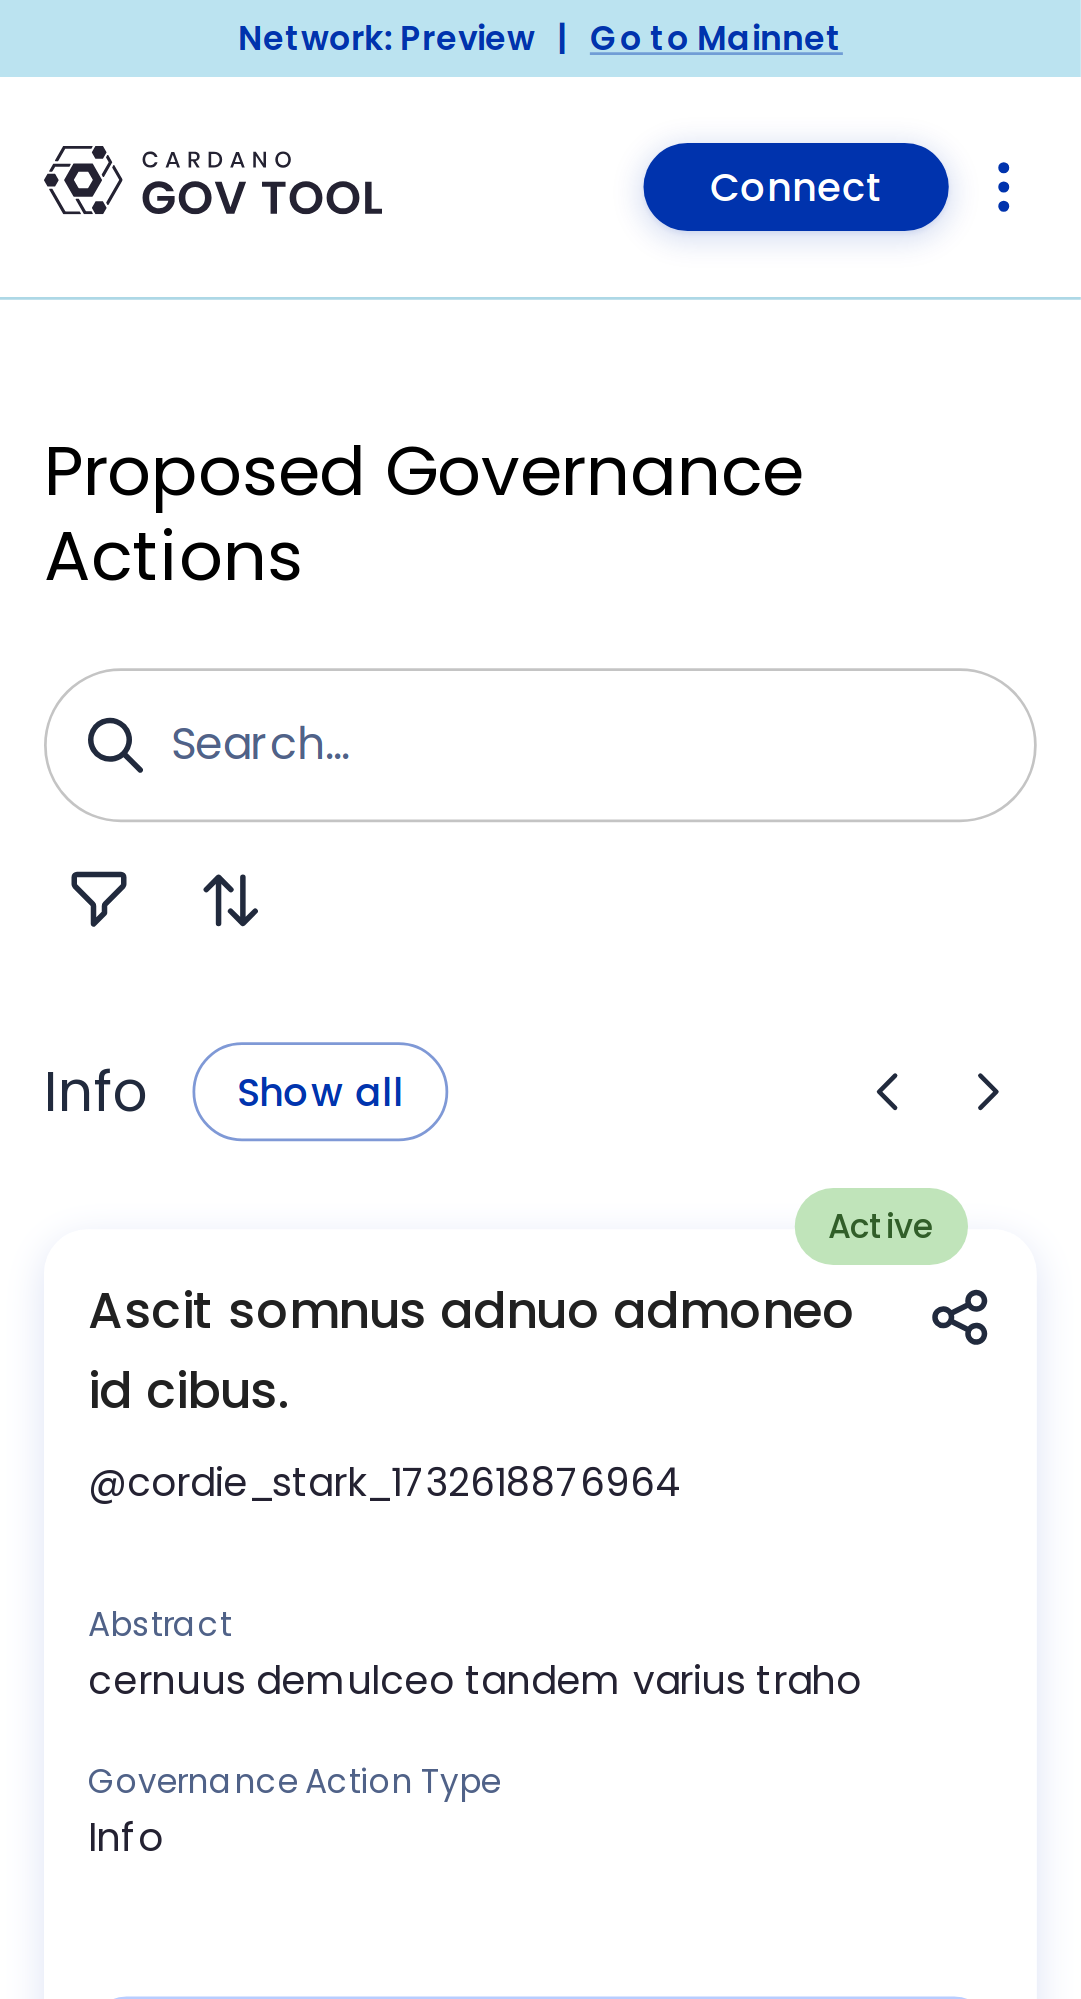 Network: Preview | Go to Mainnet
CARDANO
GOV TOOL
Connect
Proposed Governance
Actions
Search...
Info
Show all
Active
Ascit somnus adnuo admoneo
id cibus.
@cordie_stark_1732618876964
Abstract
cernuus demulceo tandem varius traho
Governance Action Type
Info